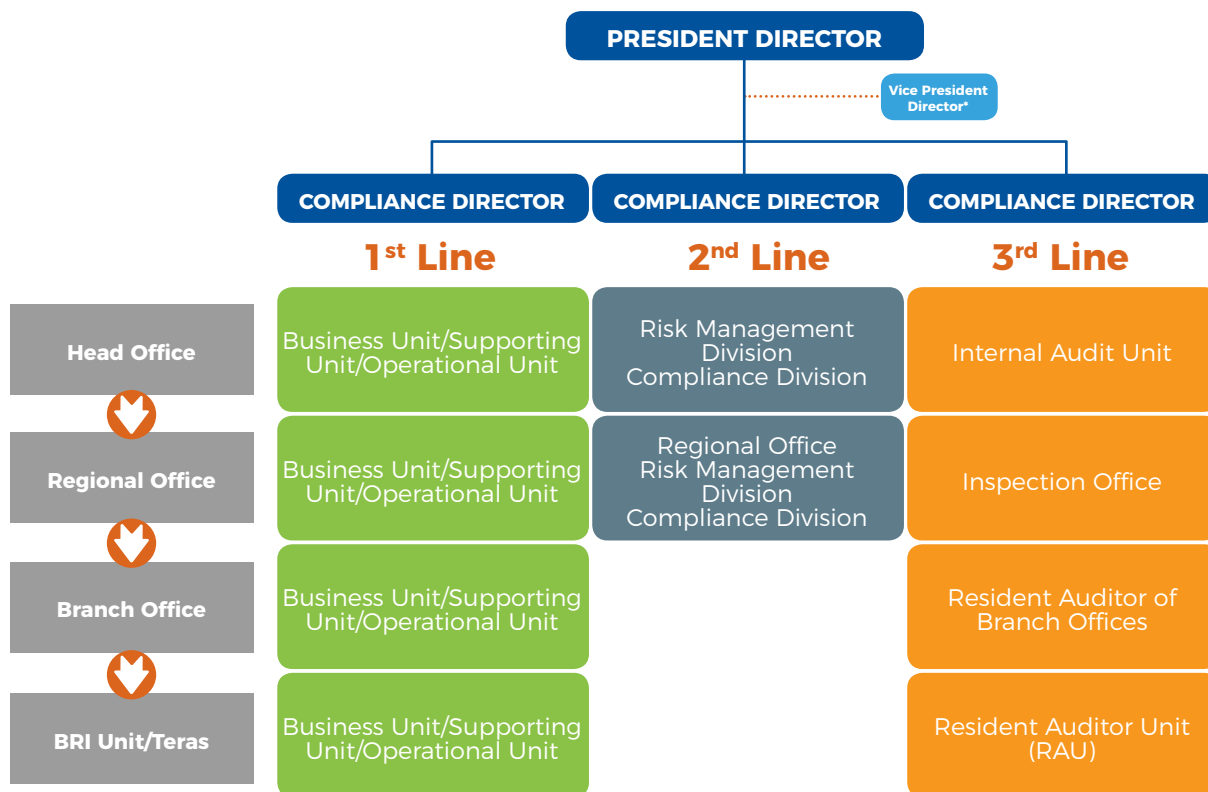 PRESIDENT DIRECTOR
Vice President
Director*
COMPLIANCE DIRECTOR
COMPLIANCE DIRECTOR
COMPLIANCE DIRECTOR
1st Line
2nd Line
3rd Line
Head Office
Business Unit/Supporting
Unit/Operational Unit
Risk Management
Division
Compliance Division
Internal Audit Unit
Regional Office
Business Unit/Supporting
Unit/Operational Unit
Regional Office
Risk Management
Division
Compliance Division
Inspection Office
Branch Office
Business Unit/Supporting
Unit/Operational Unit
Resident Auditor of
Branch Offices
BRI Unit/Teras
Business Unit/Supporting
Unit/Operational Unit
Resident Auditor Unit
(RAU)